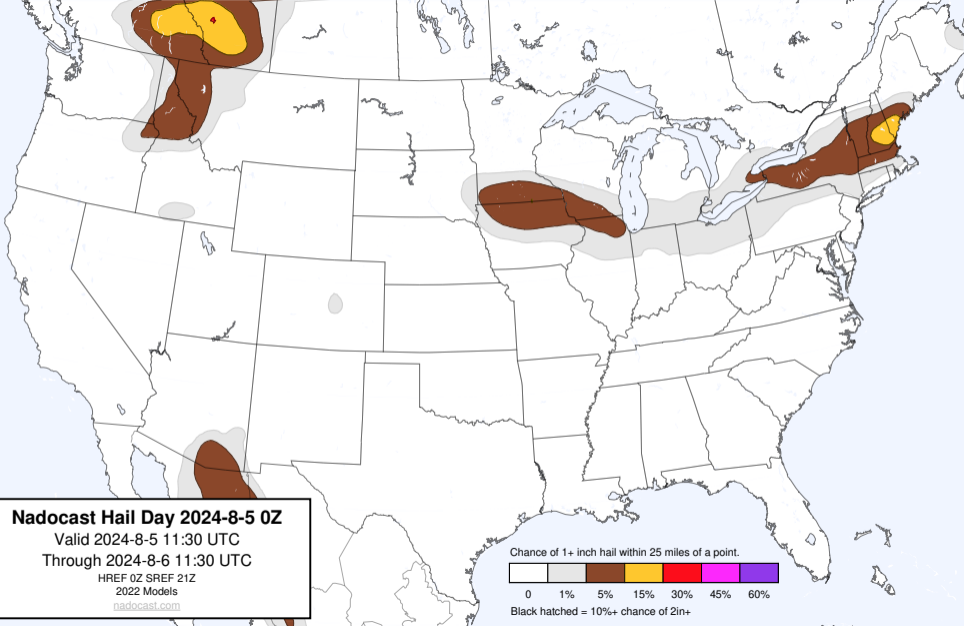 Nadocast Hail Day 2024-8-5 0Z
Valid 2024-8-5 11:30 UTC
Through 2024-8-6 11:30 UTC
HREF 0Z SREF 21Z
2022 Models
nadocast.com
Chance of 1+ inch hail within 25 miles of a point.
0 1% 5% 15% 30% 45% 60%
Black hatched = 10%+ chance of 2in+